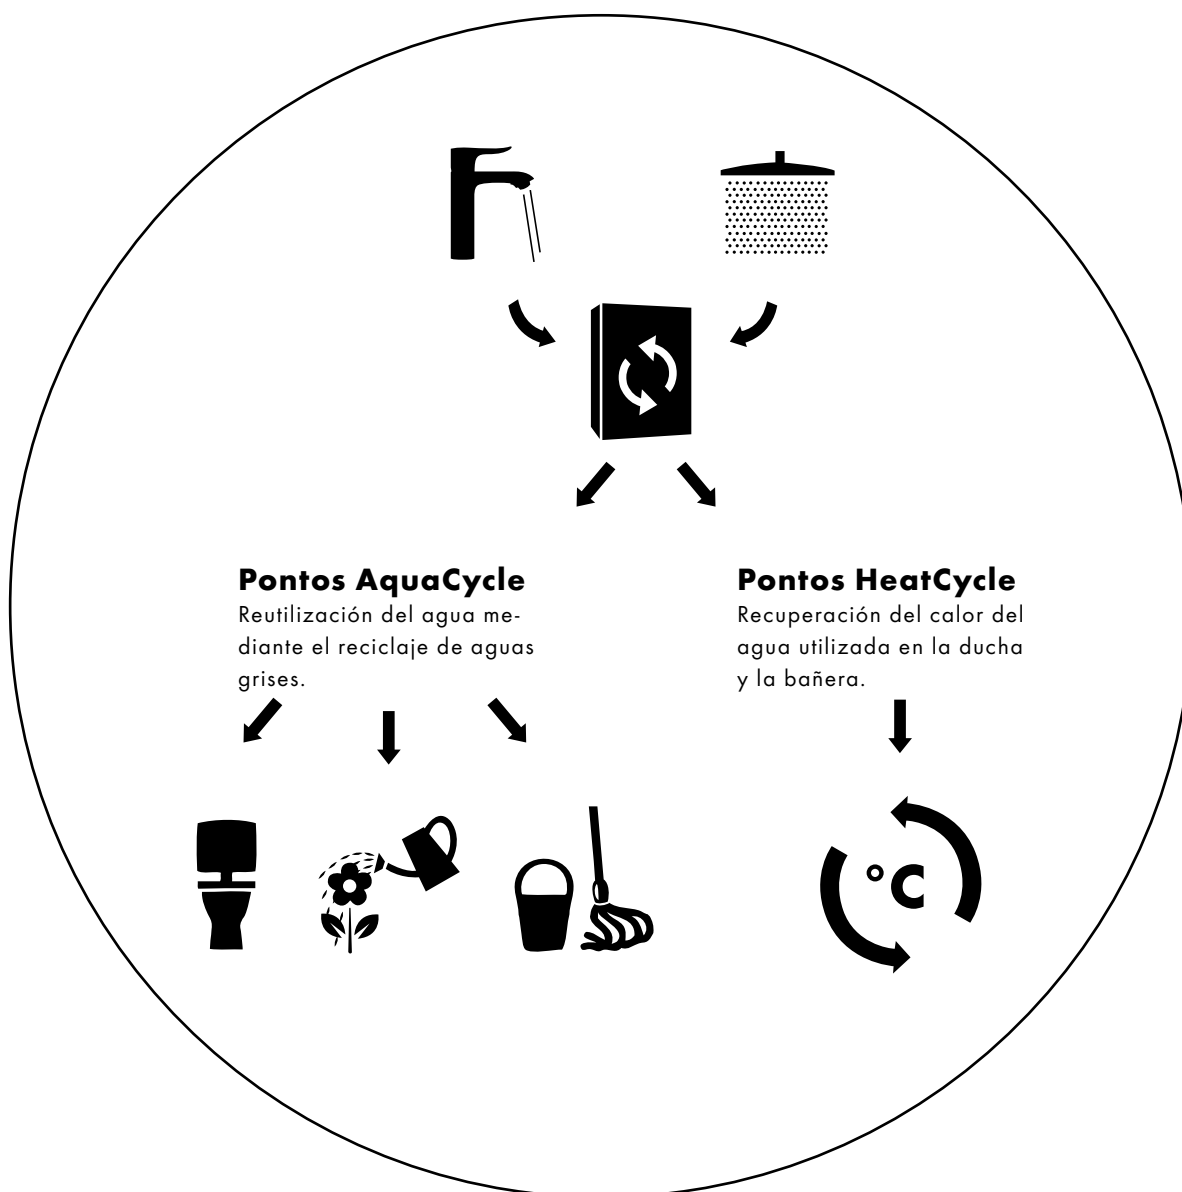 Pontos AquaCycle
Reutilización del agua me-
diante el reciclaje de aguas
grises.
Pontos HeatCycle
Recuperación del calor del
agua utilizada en la ducha
y la bañera.
°C